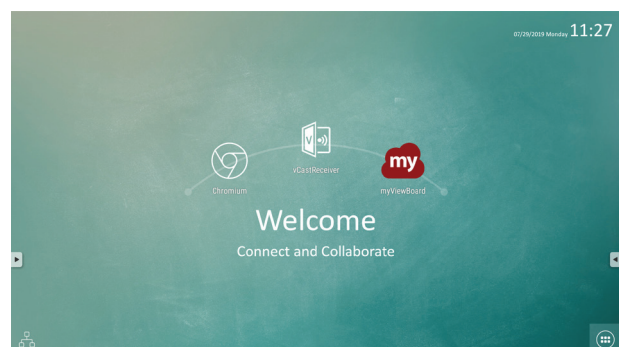 07/29/2019 Monday 11:27
vCastReceiver
my
Chromium
myViewBoard
Welcome
Connect and Collaborate